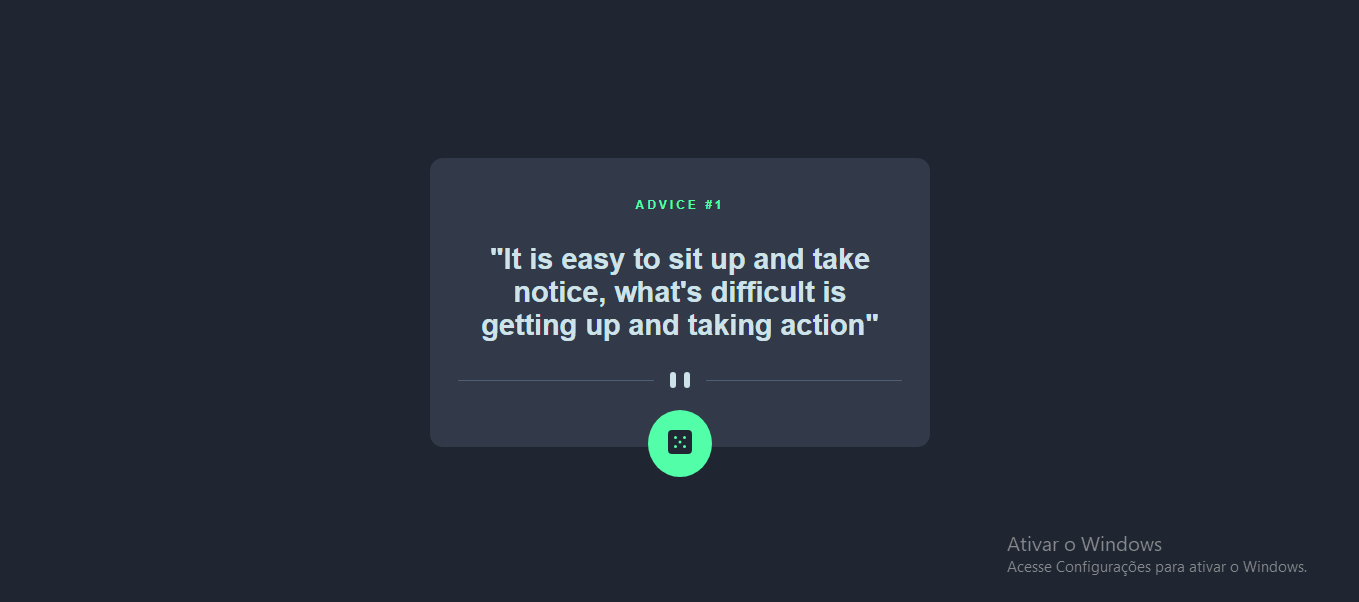 ADVICE #1
"It is easy to sit up and take
notice, what's difficult is
getting up and taking action"
Ativar o Windows
Acesse Configurações para ativar o Windows.